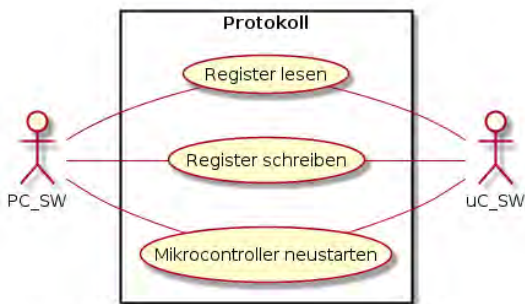 Protokoll
Register lesen
Register schreiben
PC_SW
uC_SW
Mikrocontroller neustarten